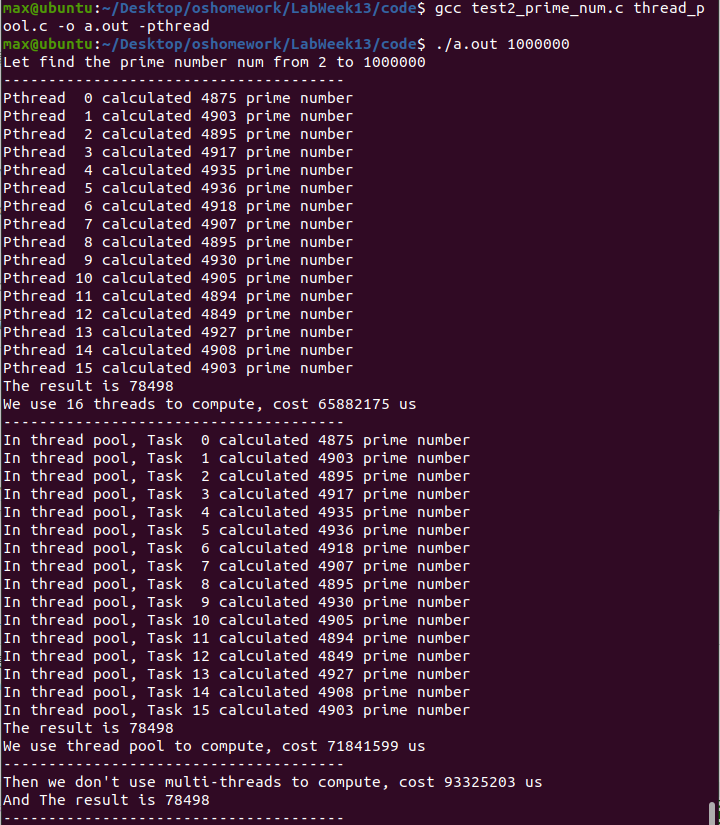 max@ubuntu:~/Desktop/oshomework/LabWeek13/code$ gcc test2_prime_num.c thread_p
ool.c -o a.out -pthread
max@ubuntu:~/Desktop/oshomework/LabWeek13/code$ ./a.out 1000000
Let find the prime number num from 2 to 1000000
--------------------------------------
Pthread  0 calculated 4875 prime number
Pthread  1 calculated 4903 prime number
Pthread  2 calculated 4895 prime number
Pthread  3 calculated 4917 prime number
Pthread  4 calculated 4935 prime number
Pthread  5 calculated 4936 prime number
Pthread  6 calculated 4918 prime number
Pthread  7 calculated 4907 prime number
Pthread  8 calculated 4895 prime number
Pthread  9 calculated 4930 prime number
Pthread 10 calculated 4905 prime number
Pthread 11 calculated 4894 prime number
Pthread 12 calculated 4849 prime number
Pthread 13 calculated 4927 prime number
Pthread 14 calculated 4908 prime number
Pthread 15 calculated 4903 prime number
The result is 78498
We use 16 threads to compute, cost 65882175 us
--------------------------------------
In thread pool, Task  0 calculated 4875 prime number
In thread pool, Task  1 calculated 4903 prime number
In thread pool, Task  2 calculated 4895 prime number
In thread pool, Task  3 calculated 4917 prime number
In thread pool, Task  4 calculated 4935 prime number
In thread pool, Task  5 calculated 4936 prime number
In thread pool, Task  6 calculated 4918 prime number
In thread pool, Task  7 calculated 4907 prime number
In thread pool, Task  8 calculated 4895 prime number
In thread pool, Task  9 calculated 4930 prime number
In thread pool, Task 10 calculated 4905 prime number
In thread pool, Task 11 calculated 4894 prime number
In thread pool, Task 12 calculated 4849 prime number
In thread pool, Task 13 calculated 4927 prime number
In thread pool, Task 14 calculated 4908 prime number
In thread pool, Task 15 calculated 4903 prime number
The result is 78498
We use thread pool to compute, cost 71841599 us
--------------------------------------
Then we don't use multi-threads to compute, cost 93325203 us
And The result is 78498
--------------------------------------